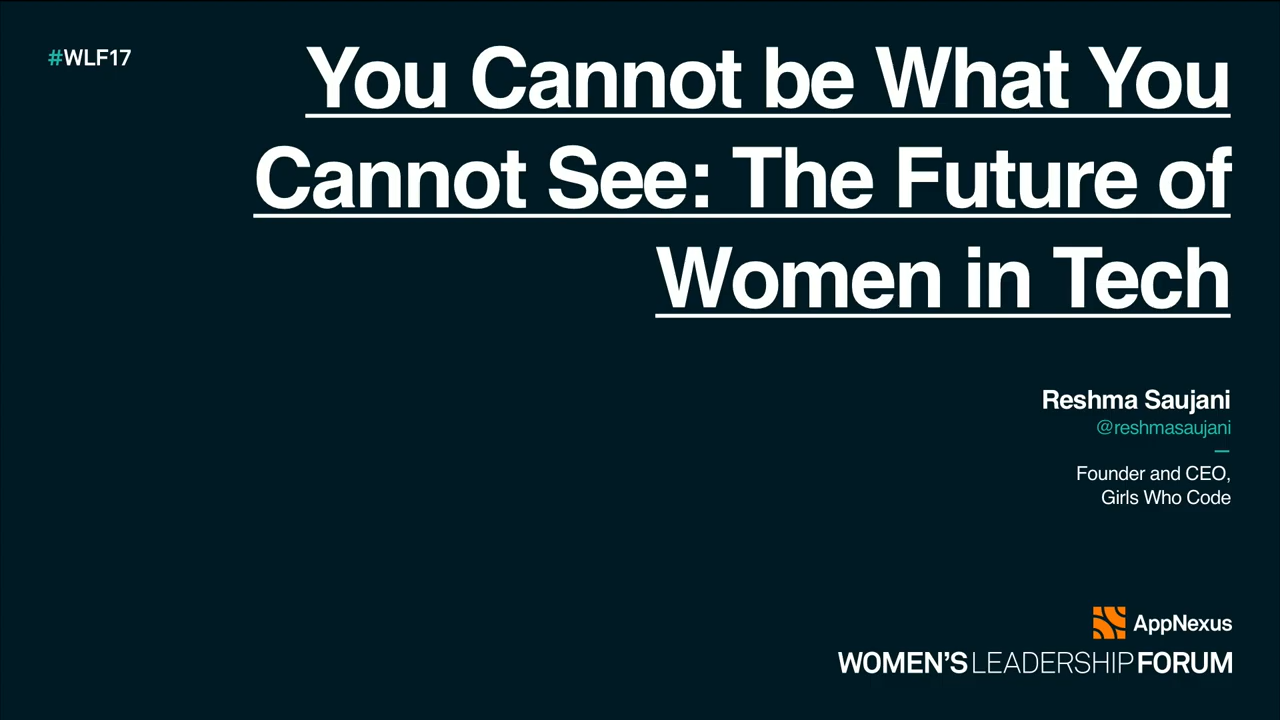 #WLF17
You Cannot be What You
Cannot See: The Future of
Women in Tech
Reshma Saujani
@reshmasaujani
Founder and CEO,
Girls Who Code
AppNexus
WOMEN'S LEADERSHIP FORUM